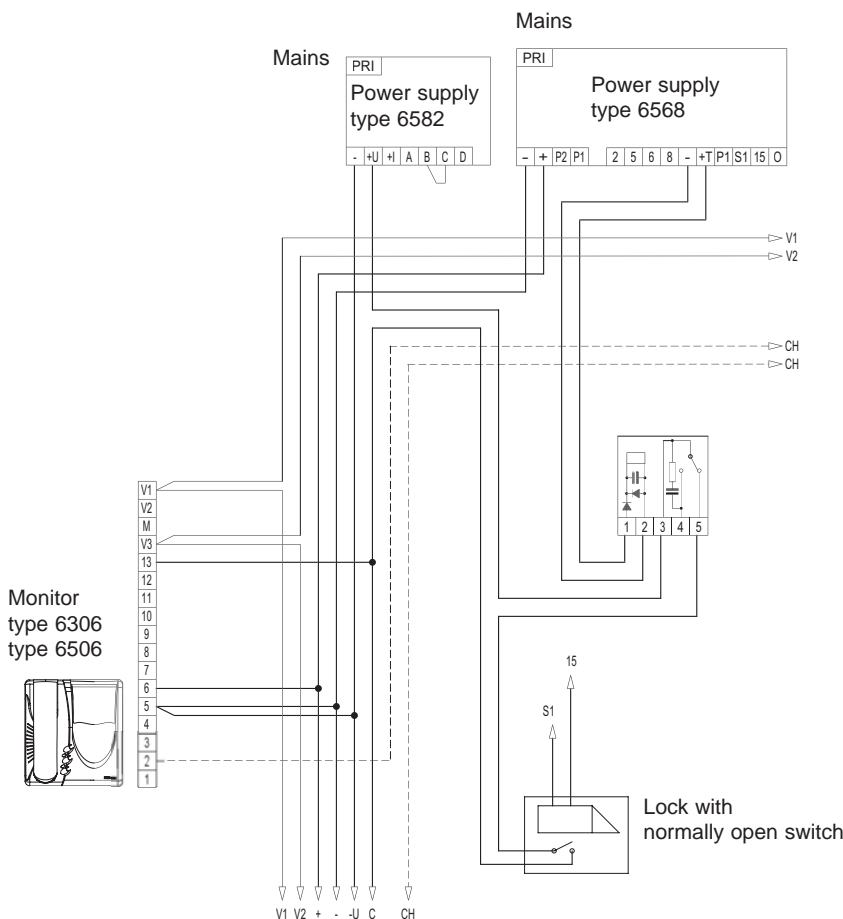 Mains
Mains
PRI
Power supply
type 6582
- +U +I A B C D
PRI
Power supply
type 6568
- + P2 P1 2 5 6 8 - +T P1 S1 15 O
V1
V2
CH
CH
V1
V2
M
V3
13
12
11
10
9
8
7
6
5
4
3
2
1
Monitor
type 6306
type 6506
1 2 3 4 5
15
S1
Lock with
normally open switch
V1 V2 + - -U C CH